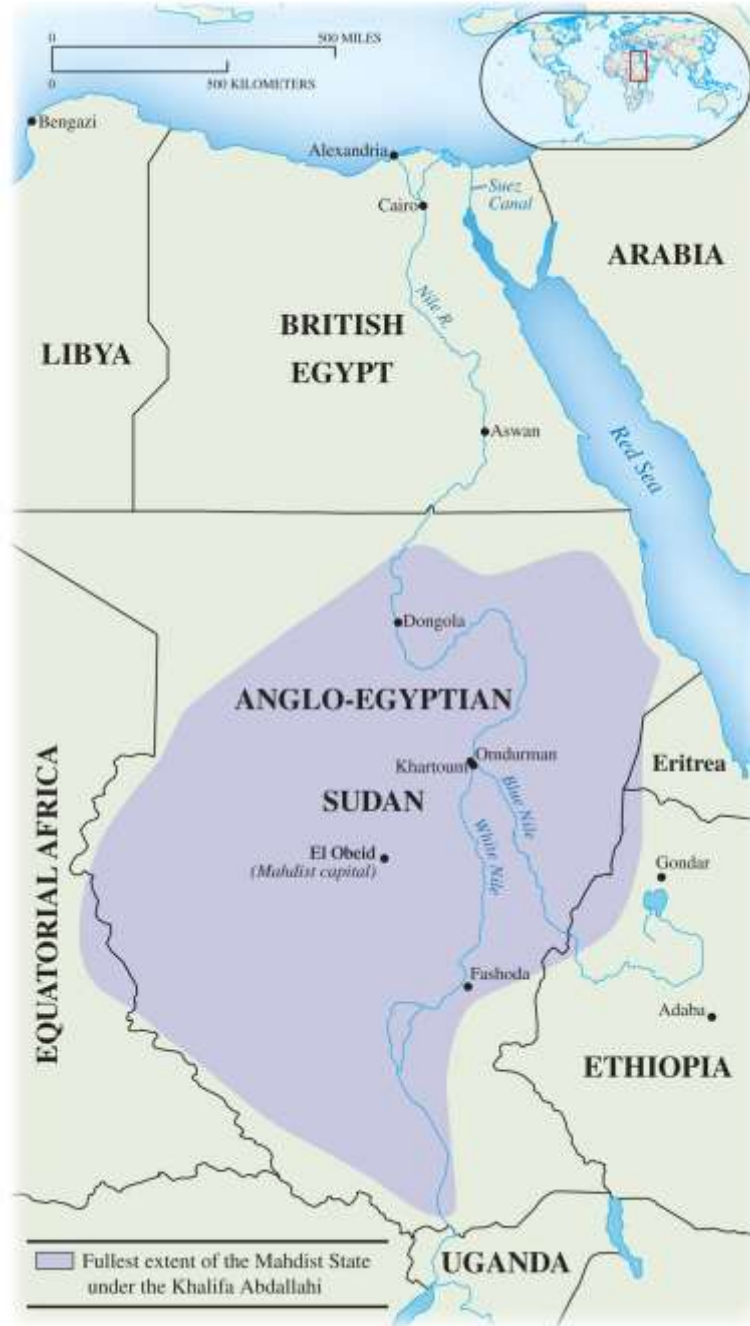 0 500 MILES
0 500 KILOMETERS
Bengazi
Alexandria
Suez
Canal
Cairo
ARABIA
Nile R.
BRITISH
EGYPT
LIBYA
Aswan
Red Sea
Dongola
ANGLO-EGYPTIAN
Omdurman
Khartoum
Eritrea
SUDAN
Blue Nile
White Nile
EQUATORIAL AFRICA
El Obeid
(Mahdist capital)
Gondar
Fashoda
Adaba
ETHIOPIA
Fullest extent of the Mahdist State
under the Khalifa Abdallahi
UGANDA